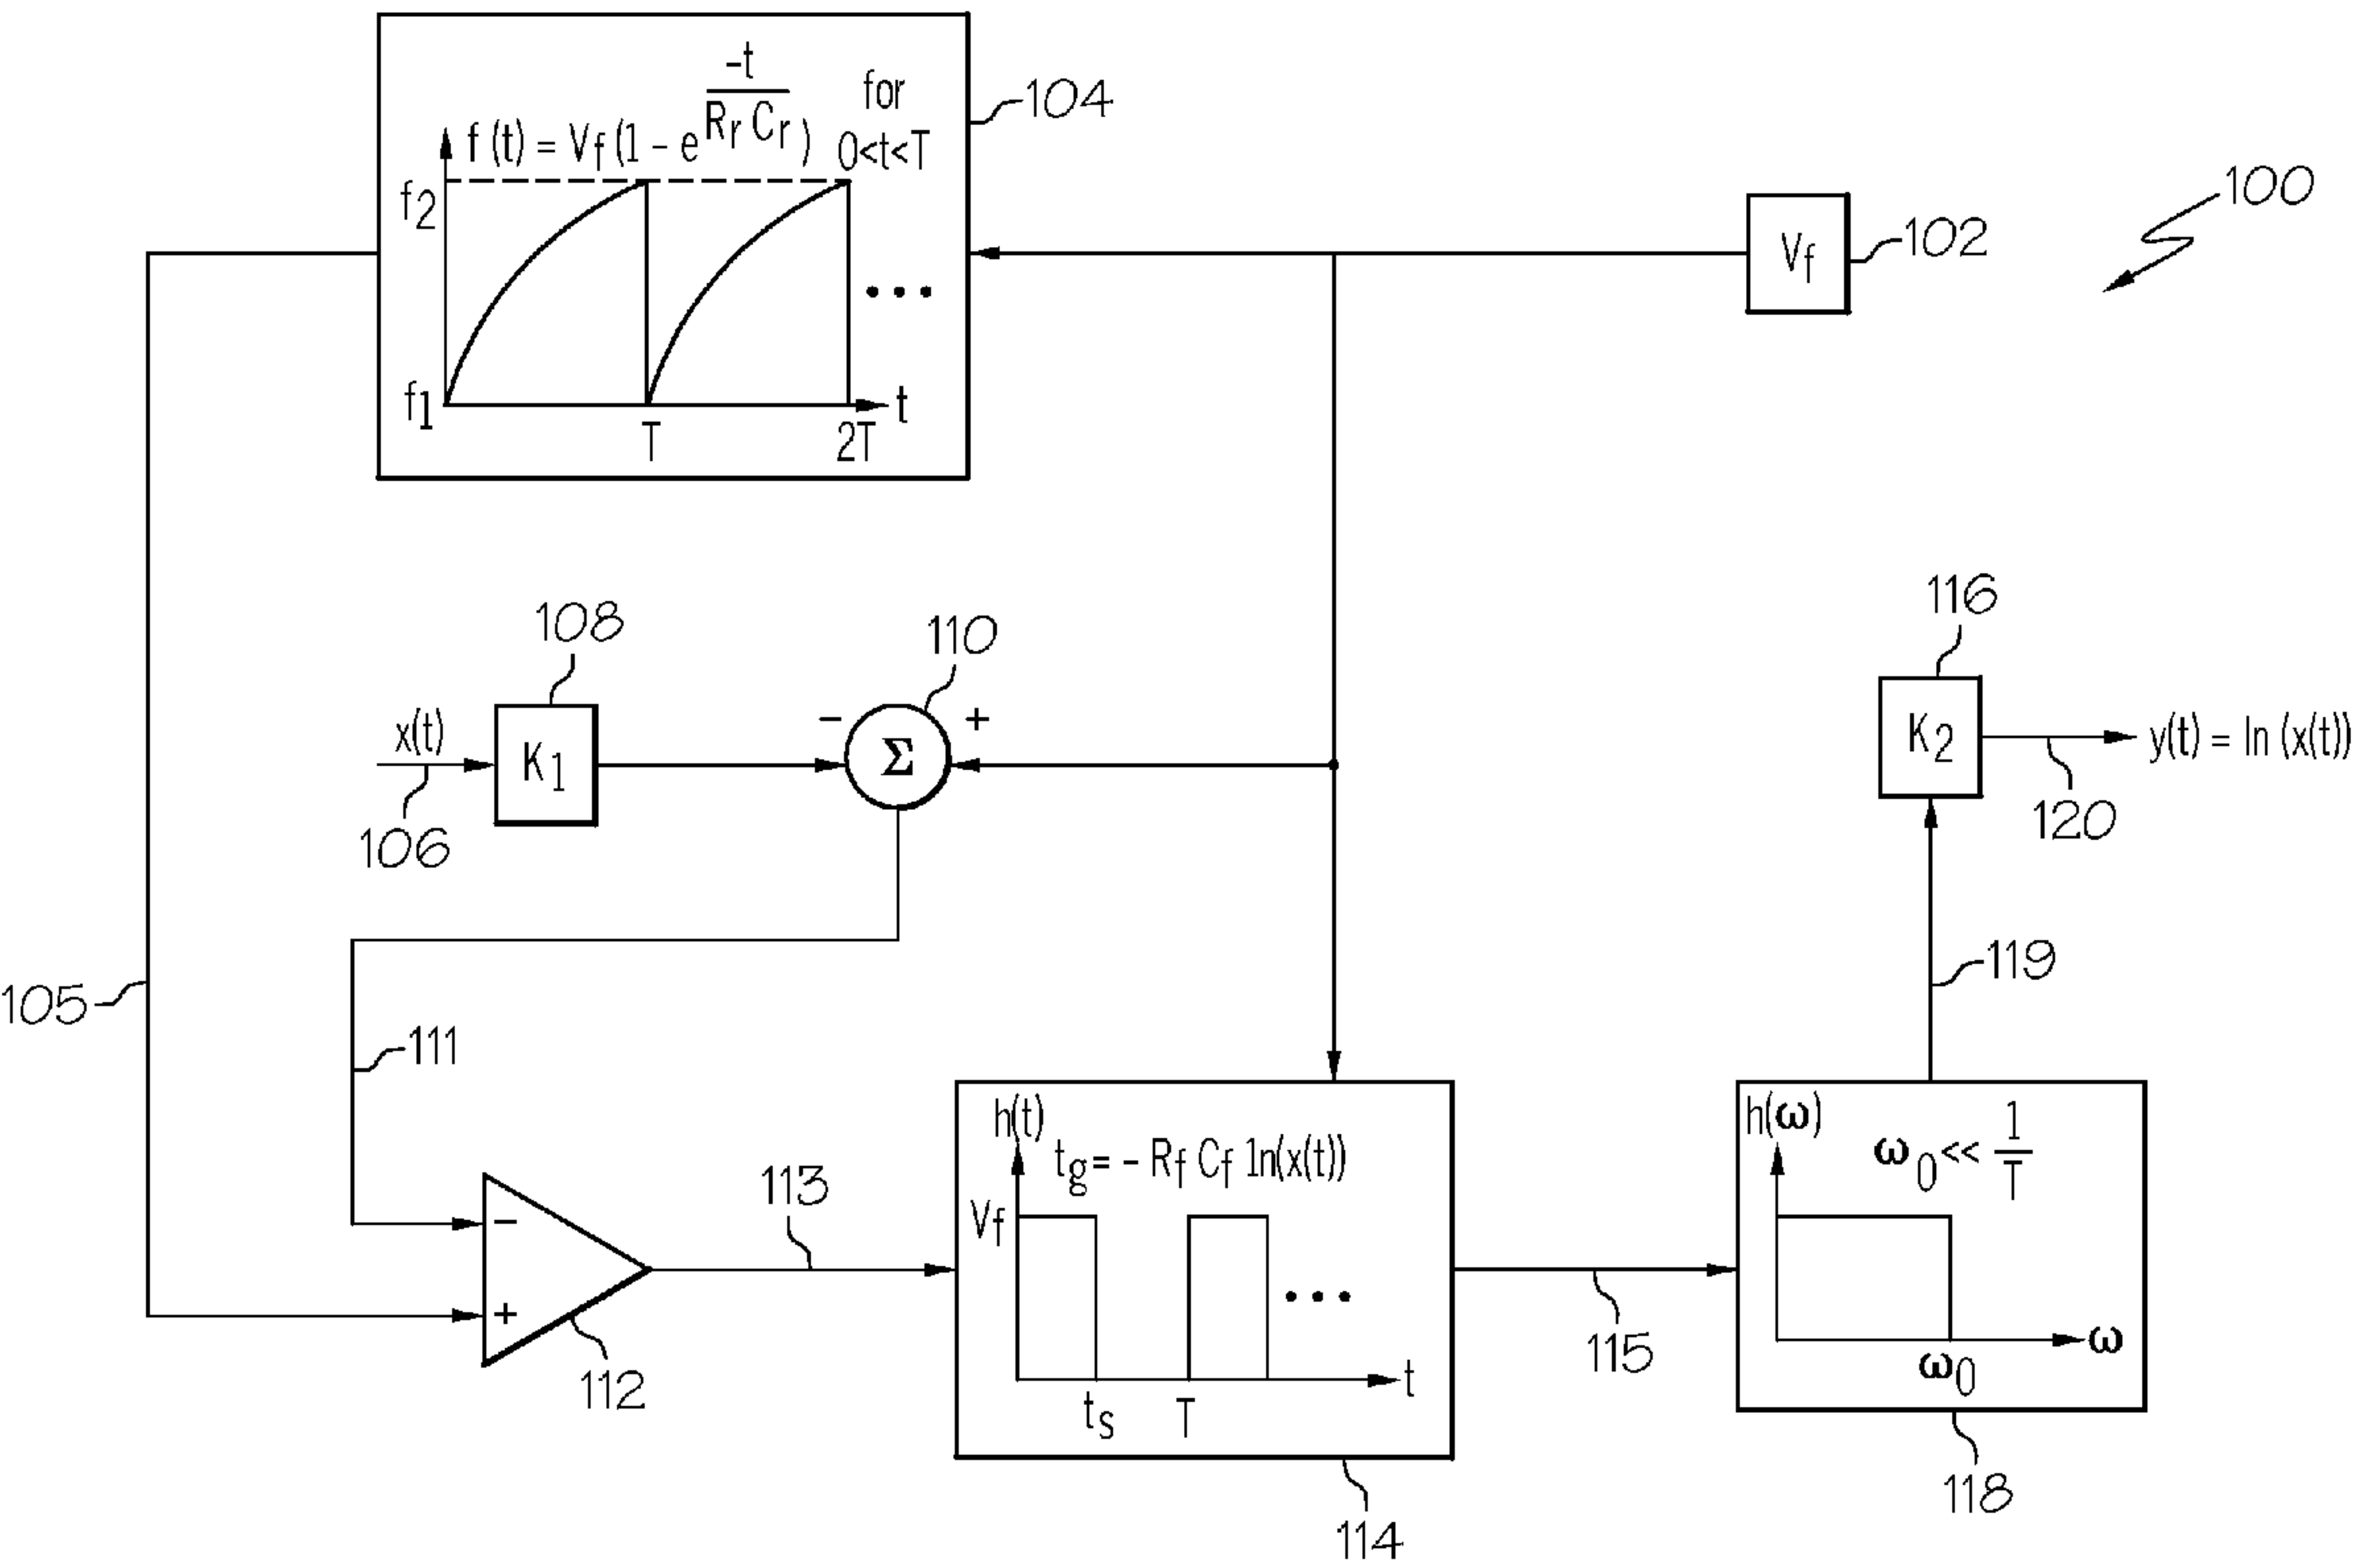 f(t) = Vf(1 - e^(-t/(Rr Cr))) for 0<t<T
104
f2
f1
T
2T
t
Vf
102
100
108
110
116
x(t)
K1
-
Σ
+
K2
y(t) = ln (x(t))
106
120
105
111
119
113
-
+
112
h(t)
tg = - Rf Cf ln(x(t))
Vf
ts
T
t
114
115
h(ω)
ω0 << 1/T
ω
ω0
118